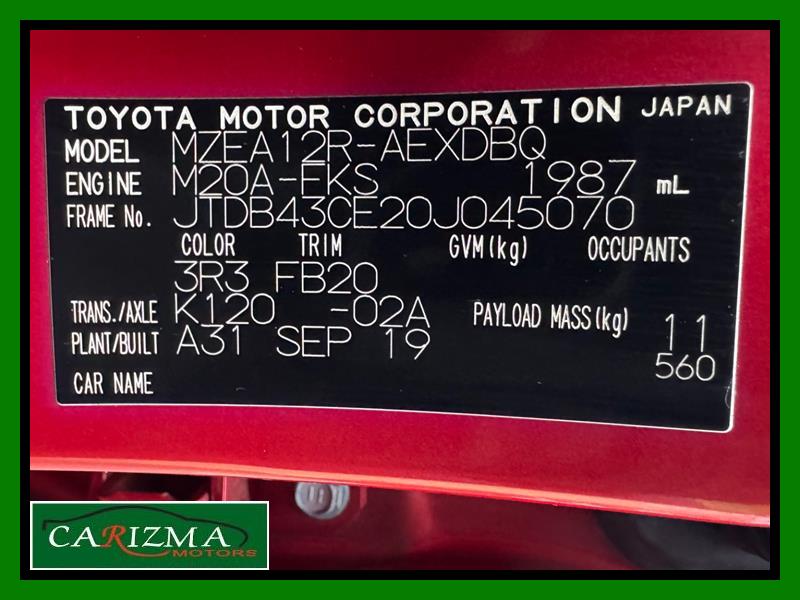 TOYOTA MOTOR CORPORATION JAPAN
MODEL MZEA12R-AEXDBQ
ENGINE M20A-FKS 1987 mL
FRAME No. JTDB43CE20J045070
COLOR TRIM GVM(kg) OCCUPANTS
3R3 FB20
TRANS./AXLE K120 -02A PAYLOAD MASS(kg) 11
PLANT/BUILT A31 SEP 19 560
CAR NAME
CARIZMA
MOTORS